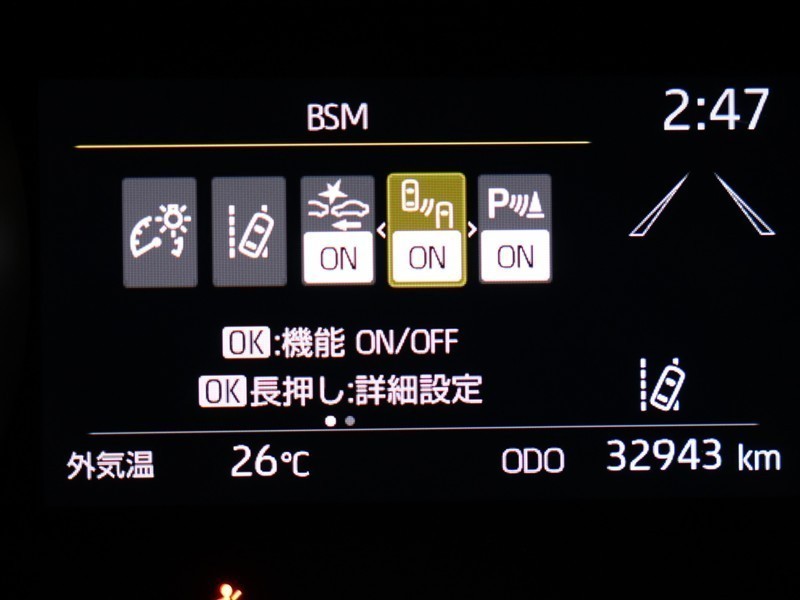 BSM
2:47
ON ON P ON
OK:機能 ON/OFF
OK長押し:詳細設定
外気温 26℃ ODO 32943 km